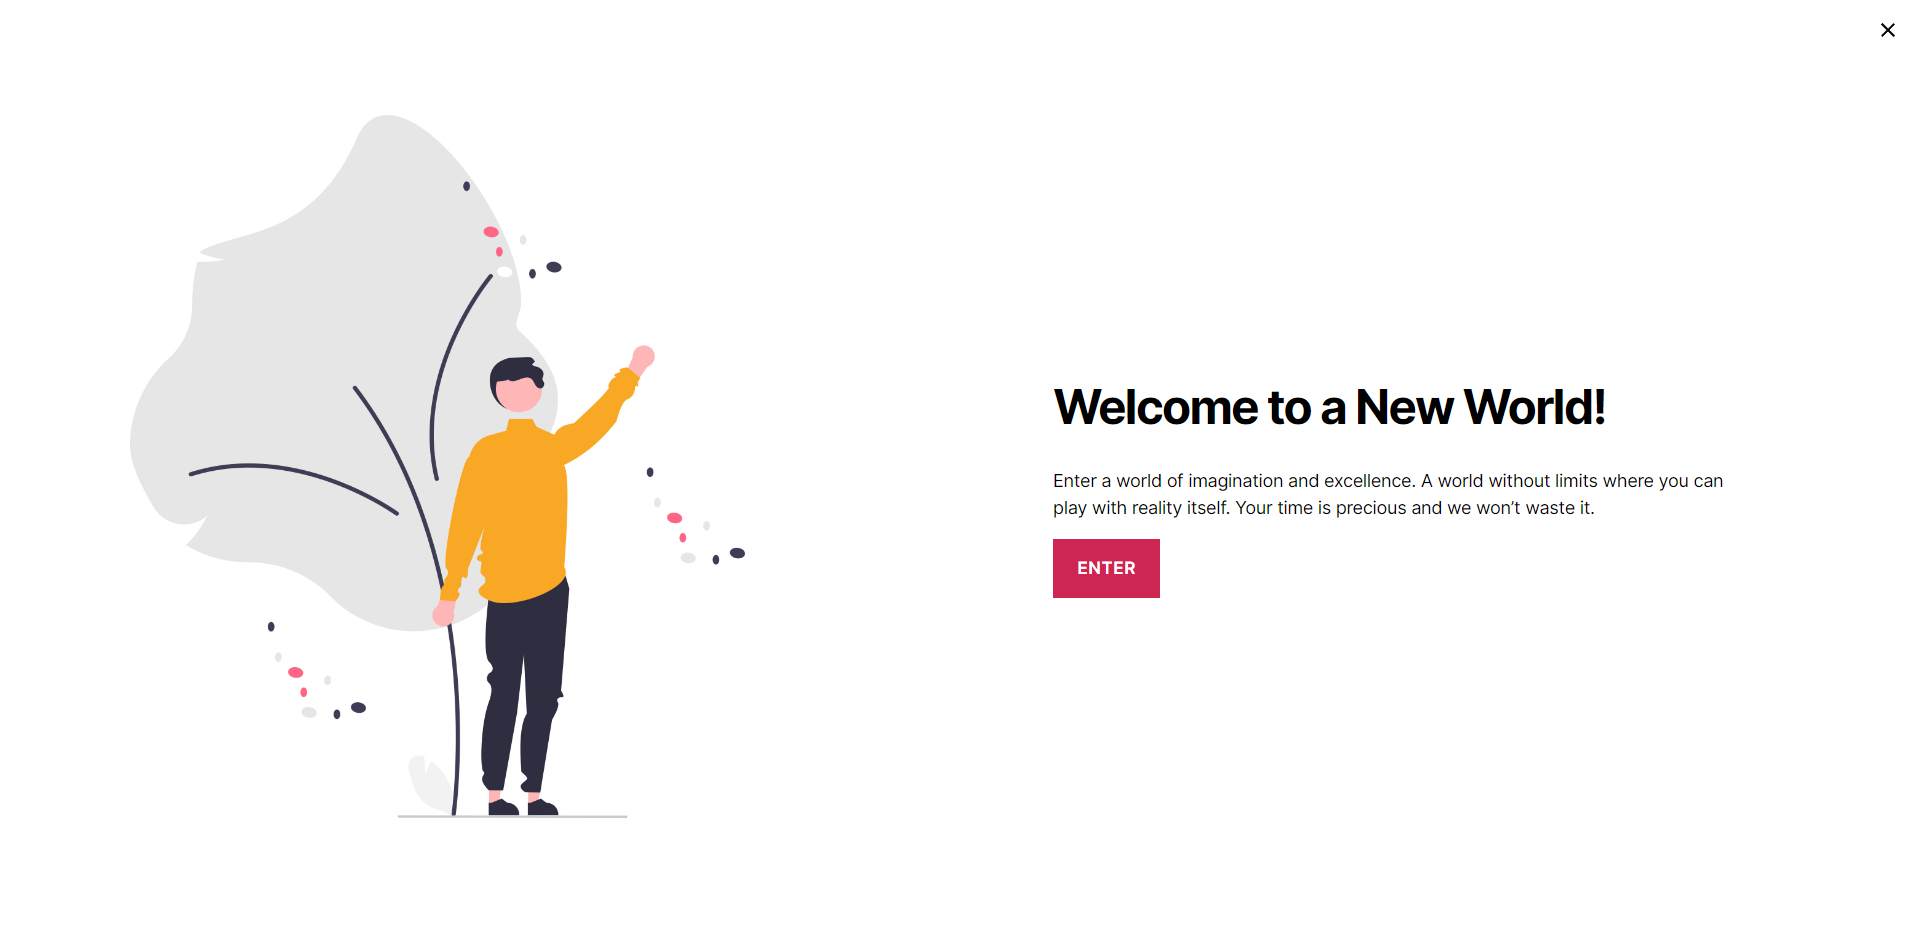 Welcome to a New World!
Enter a world of imagination and excellence. A world without limits where you can
play with reality itself. Your time is precious and we won’t waste it.
ENTER